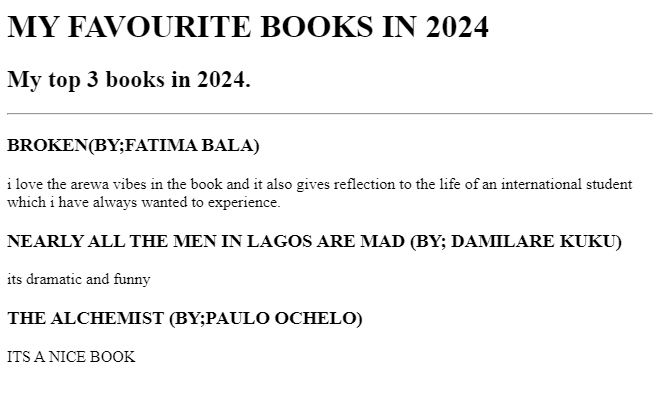 MY FAVOURITE BOOKS IN 2024
My top 3 books in 2024.
BROKEN(BY;FATIMA BALA)
i love the arewa vibes in the book and it also gives reflection to the life of an international student
which i have always wanted to experience.
NEARLY ALL THE MEN IN LAGOS ARE MAD (BY; DAMILARE KUKU)
its dramatic and funny
THE ALCHEMIST (BY;PAULO OCHELO)
ITS A NICE BOOK